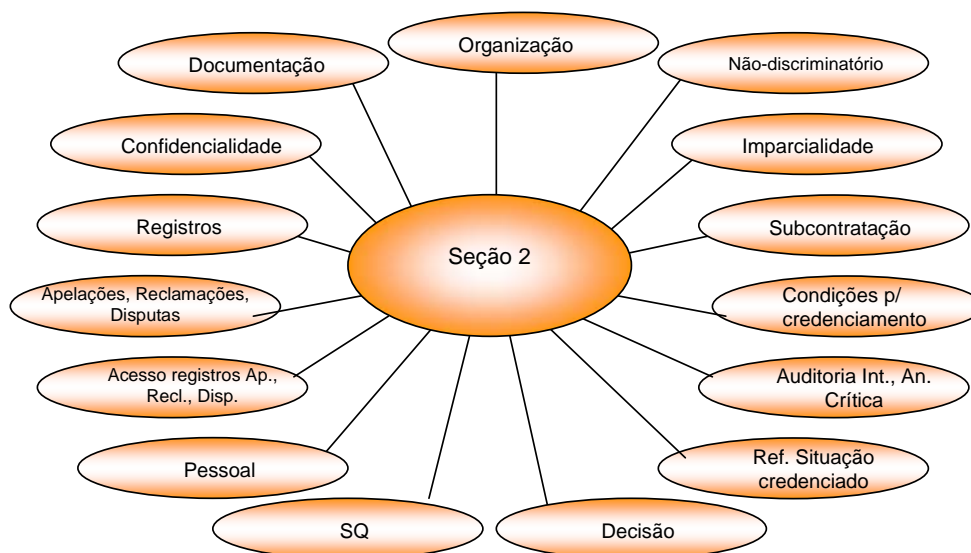 Organização
Documentação
Não-discriminatório
Confidencialidade
Imparcialidade
Registros
Seção 2
Subcontratação
Apelações, Reclamações,
Disputas
Condições p/
credenciamento
Acesso registros Ap.,
Recl., Disp.
Auditoria Int., An.
Crítica
Pessoal
Ref. Situação
credenciado
SQ
Decisão